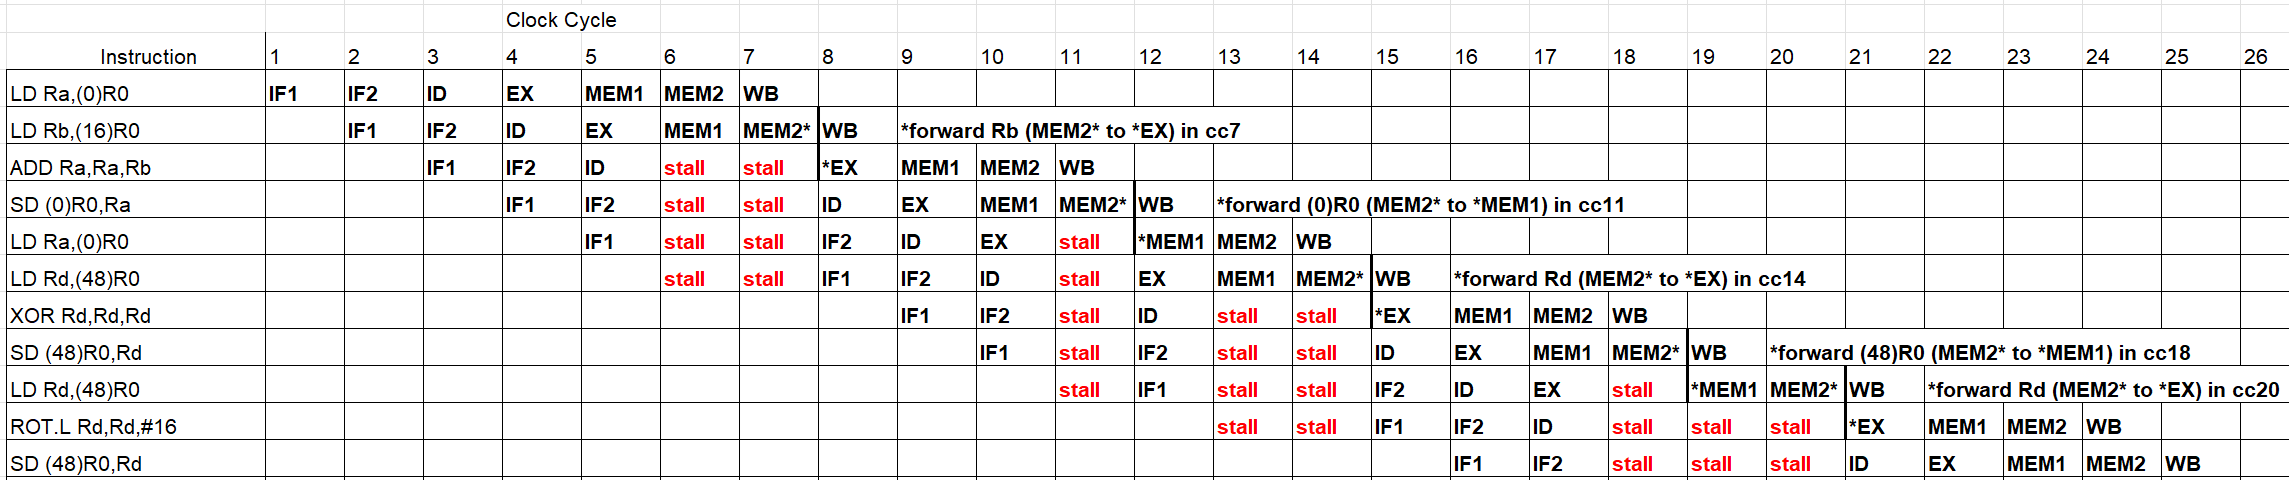 Clock Cycle
Instruction 1 2 3 4 5 6 7 8 9 10 11 12 13 14 15 16 17 18 19 20 21 22 23 24 25 26
LD Ra,(0)R0 IF1 IF2 ID EX MEM1 MEM2 WB
LD Rb,(16)R0 IF1 IF2 ID EX MEM1 MEM2* WB *forward Rb (MEM2* to *EX) in cc7
ADD Ra,Ra,Rb IF1 IF2 ID stall stall *EX MEM1 MEM2 WB
SD (0)R0,Ra IF1 IF2 stall stall ID EX MEM1 MEM2* WB *forward (0)R0 (MEM2* to *MEM1) in cc11
LD Ra,(0)R0 IF1 stall stall IF2 ID EX stall *MEM1 MEM2 WB
LD Rd,(48)R0 stall stall IF1 IF2 ID stall EX MEM1 MEM2* WB *forward Rd (MEM2* to *EX) in cc14
XOR Rd,Rd,Rd IF1 IF2 stall ID stall stall *EX MEM1 MEM2 WB
SD (48)R0,Rd IF1 stall IF2 stall stall ID EX MEM1 MEM2* WB *forward (48)R0 (MEM2* to *MEM1) in cc18
LD Rd,(48)R0 stall IF1 stall stall IF2 ID EX stall *MEM1 MEM2* WB *forward Rd (MEM2* to *EX) in cc20
ROT.L Rd,Rd,#16 stall stall IF1 IF2 ID stall stall stall *EX MEM1 MEM2 WB
SD (48)R0,Rd IF1 IF2 stall stall stall ID EX MEM1 MEM2 WB